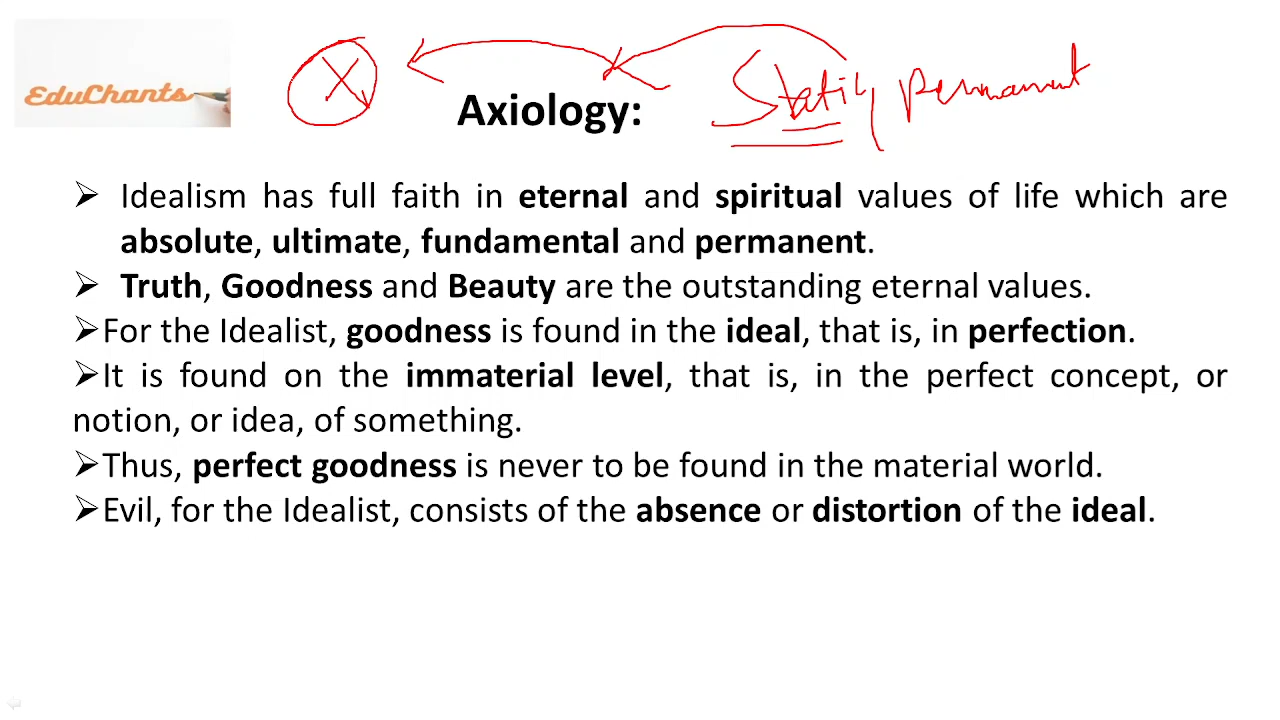 EduChants
X
Static, permanent
Axiology:
➢ Idealism has full faith in eternal and spiritual values of life which are
absolute, ultimate, fundamental and permanent.
➢ Truth, Goodness and Beauty are the outstanding eternal values.
➢For the Idealist, goodness is found in the ideal, that is, in perfection.
➢It is found on the immaterial level, that is, in the perfect concept, or
notion, or idea, of something.
➢Thus, perfect goodness is never to be found in the material world.
➢Evil, for the Idealist, consists of the absence or distortion of the ideal.